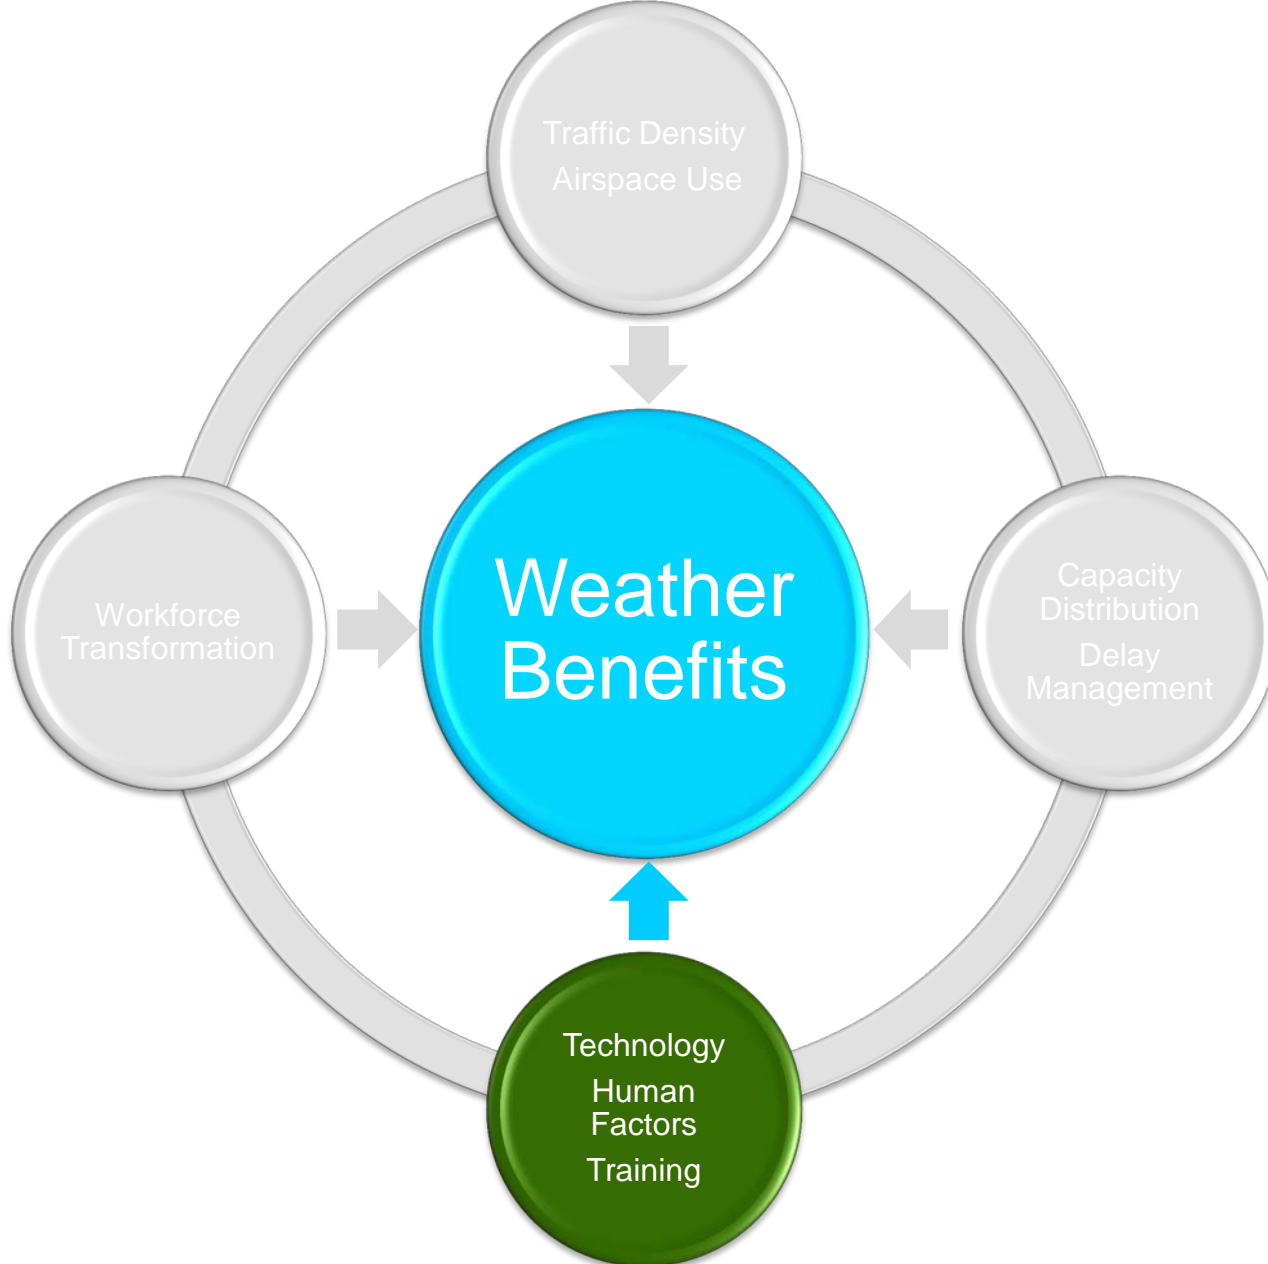 Traffic Density
Airspace Use
Workforce
Transformation
Weather
Benefits
Capacity
Distribution
Delay
Management
Technology
Human
Factors
Training